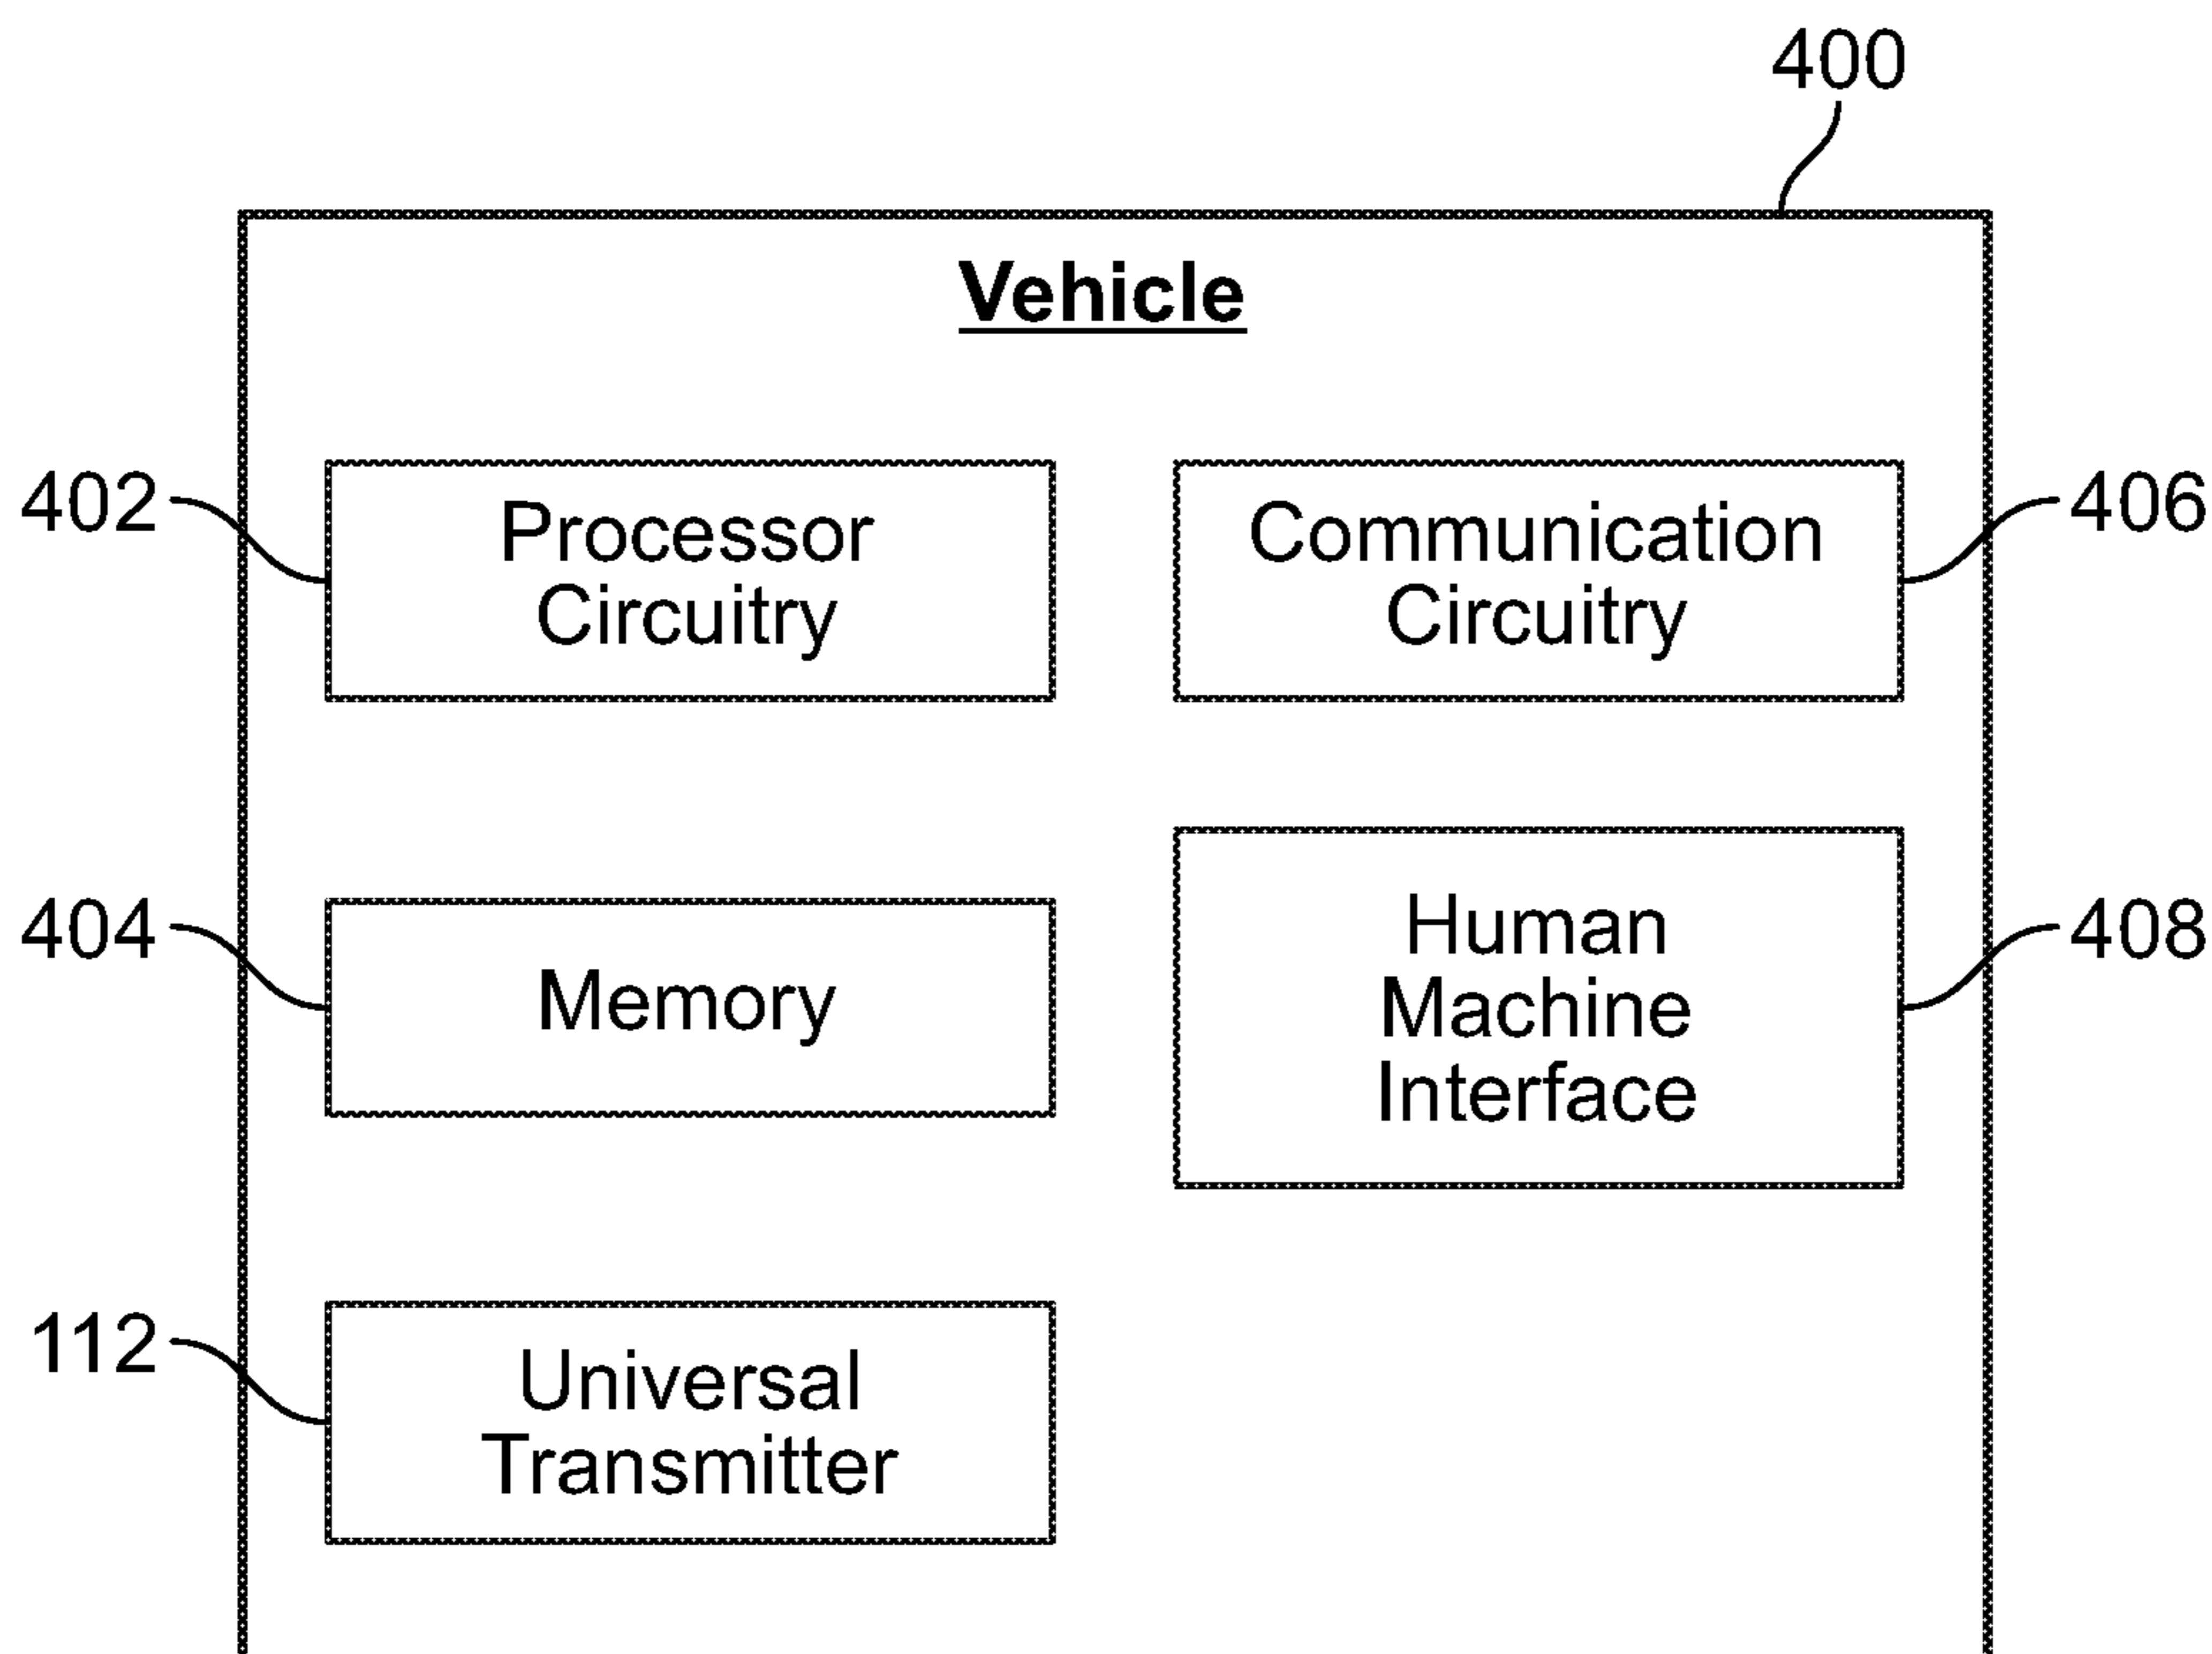 400
Vehicle
402
Processor
Circuitry
Communication
Circuitry
406
404
Memory
Human
Machine
Interface
408
112
Universal
Transmitter